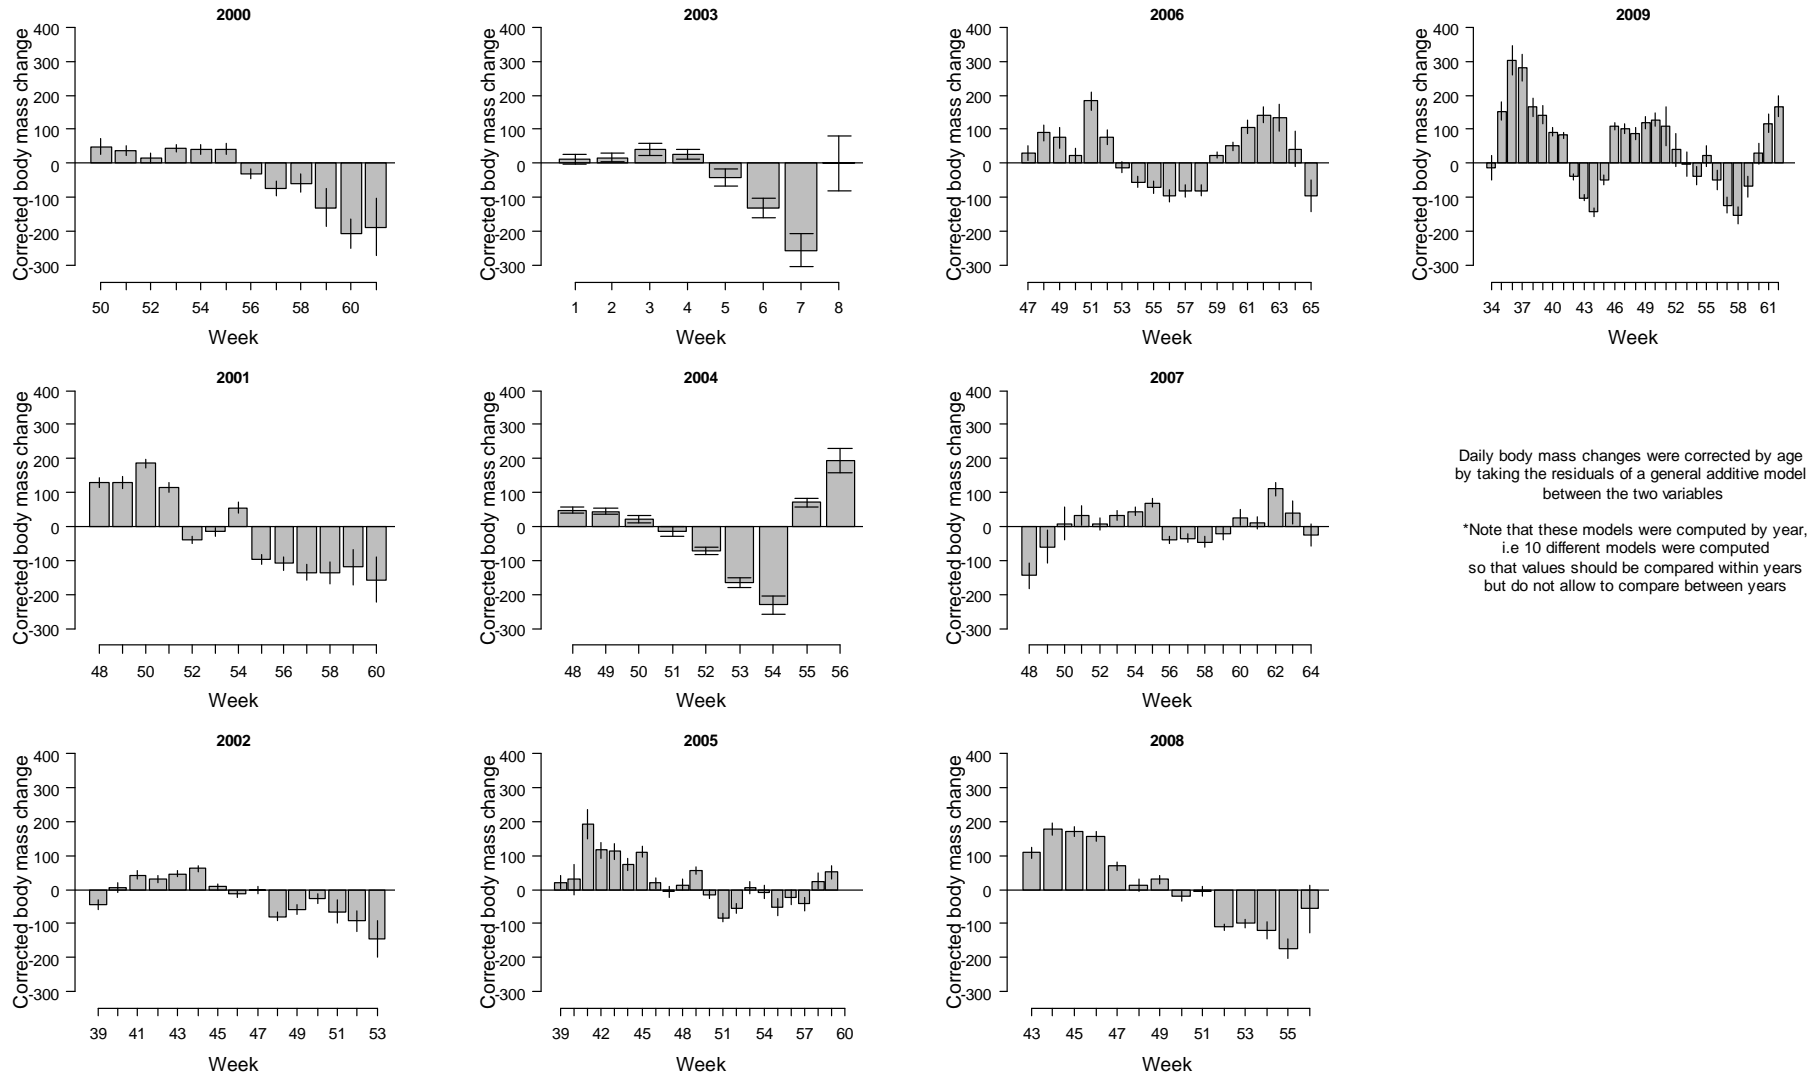 2000
Corrected body mass change
400
300
200
100
0
-100
-200
-300
50 52 54 56 58 60
Week
2003
Corrected body mass change
400
300
200
100
0
-100
-200
-300
1 2 3 4 5 6 7 8
Week
2006
Corrected body mass change
400
300
200
100
0
-100
-200
-300
47 49 51 53 55 57 59 61 63 65
Week
2009
Corrected body mass change
400
300
200
100
0
-100
-200
-300
34 37 40 43 46 49 52 55 58 61
Week
2001
Corrected body mass change
400
300
200
100
0
-100
-200
-300
48 50 52 54 56 58 60
Week
2004
Corrected body mass change
400
300
200
100
0
-100
-200
-300
48 49 50 51 52 53 54 55 56
Week
2007
Corrected body mass change
400
300
200
100
0
-100
-200
-300
48 50 52 54 56 58 60 62 64
Week
Daily body mass changes were corrected by age
by taking the residuals of a general additive model
between the two variables
*Note that these models were computed by year,
i.e 10 different models were computed
so that values should be compared within years
but do not allow to compare between years
2002
Corrected body mass change
400
300
200
100
0
-100
-200
-300
39 41 43 45 47 49 51 53
Week
2005
Corrected body mass change
400
300
200
100
0
-100
-200
-300
39 42 45 48 51 54 57 60
Week
2008
Corrected body mass change
400
300
200
100
0
-100
-200
-300
43 45 47 49 51 53 55
Week